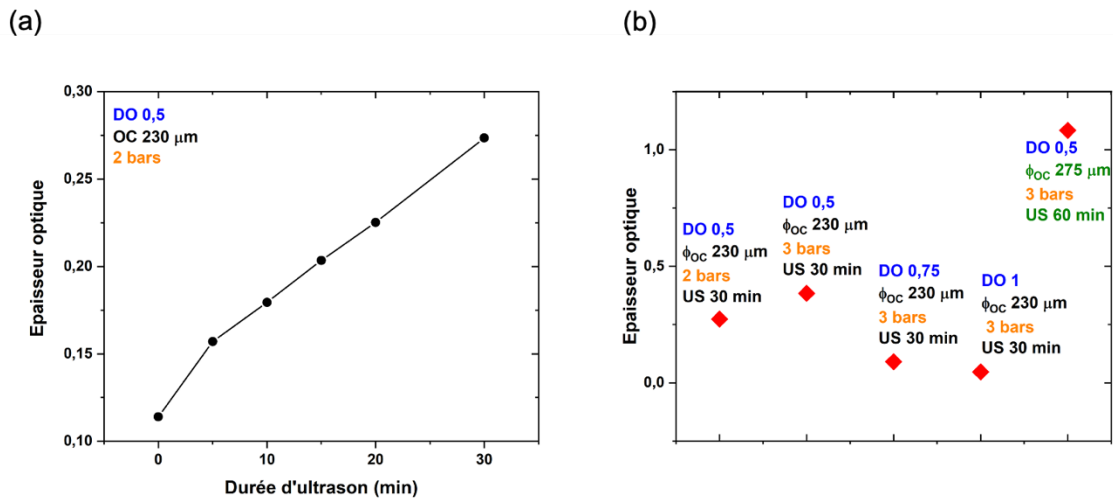 (a)
(b)
0,30
0,25
0,20
0,15
0,10
Epaisseur optique
DO 0,5
OC 230 μm
2 bars
0
10
20
30
Durée d'ultrason (min)
1,0
0,5
0,0
Epaisseur optique
DO 0,5
ϕOC 230 μm
2 bars
US 30 min
DO 0,5
ϕOC 230 μm
3 bars
US 30 min
DO 0,75
ϕOC 230 μm
3 bars
US 30 min
DO 1
ϕOC 230 μm
3 bars
US 30 min
DO 0,5
ϕOC 275 μm
3 bars
US 60 min